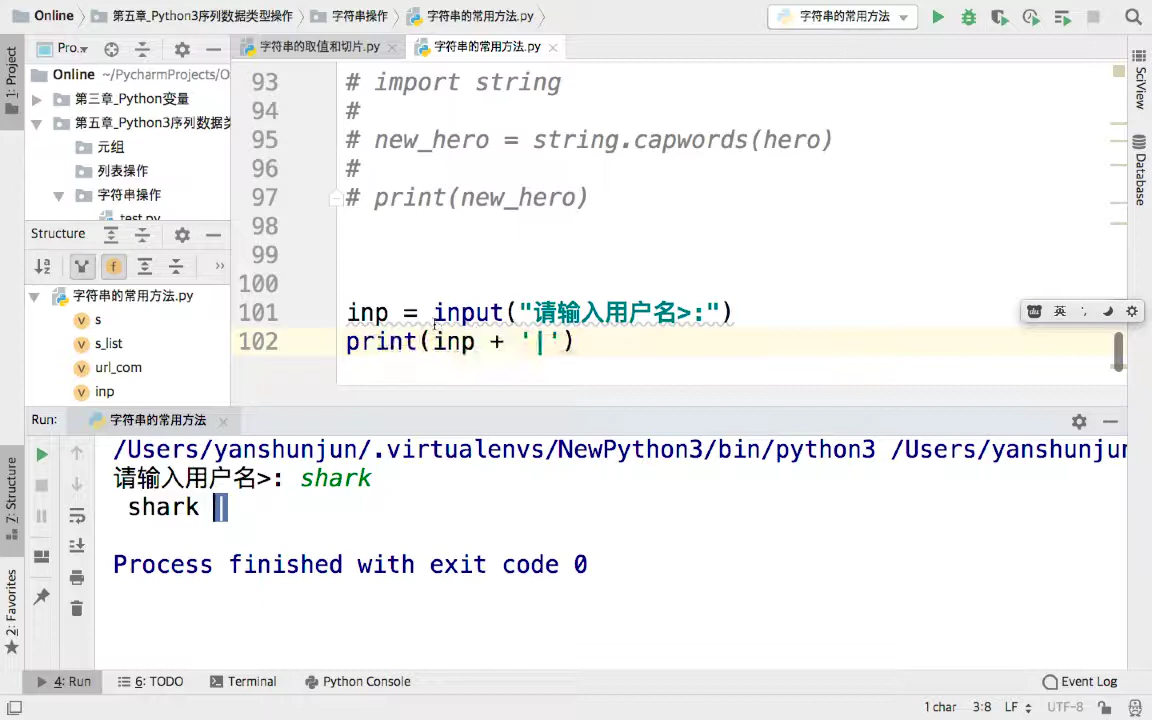 Online 第五章_Python3序列数据类型操作 字符串操作 字符串的常用方法.py 字符串的常用方法
1: Project
Pro.
字符串的取值和切片.py 字符串的常用方法.py
Online ~/PycharmProjects/O
第三章_Python变量
第五章_Python3序列数据类
元组
列表操作
字符串操作
test.py
Structure
字符串的常用方法.py
s
s_list
url_com
inp
93 # import string
94 #
95 # new_hero = string.capwords(hero)
96 #
97 # print(new_hero)
98
99
100
101 inp = input("请输入用户名>:")
102 print(inp + '|')
SciView
Database
英
Run: 字符串的常用方法
/Users/yanshunjun/.virtualenvs/NewPython3/bin/python3 /Users/yanshunjun
请输入用户名>: shark
shark |
Process finished with exit code 0
7: Structure
2: Favorites
4: Run 6: TODO Terminal Python Console Event Log
1 char 3:8 LF UTF-8